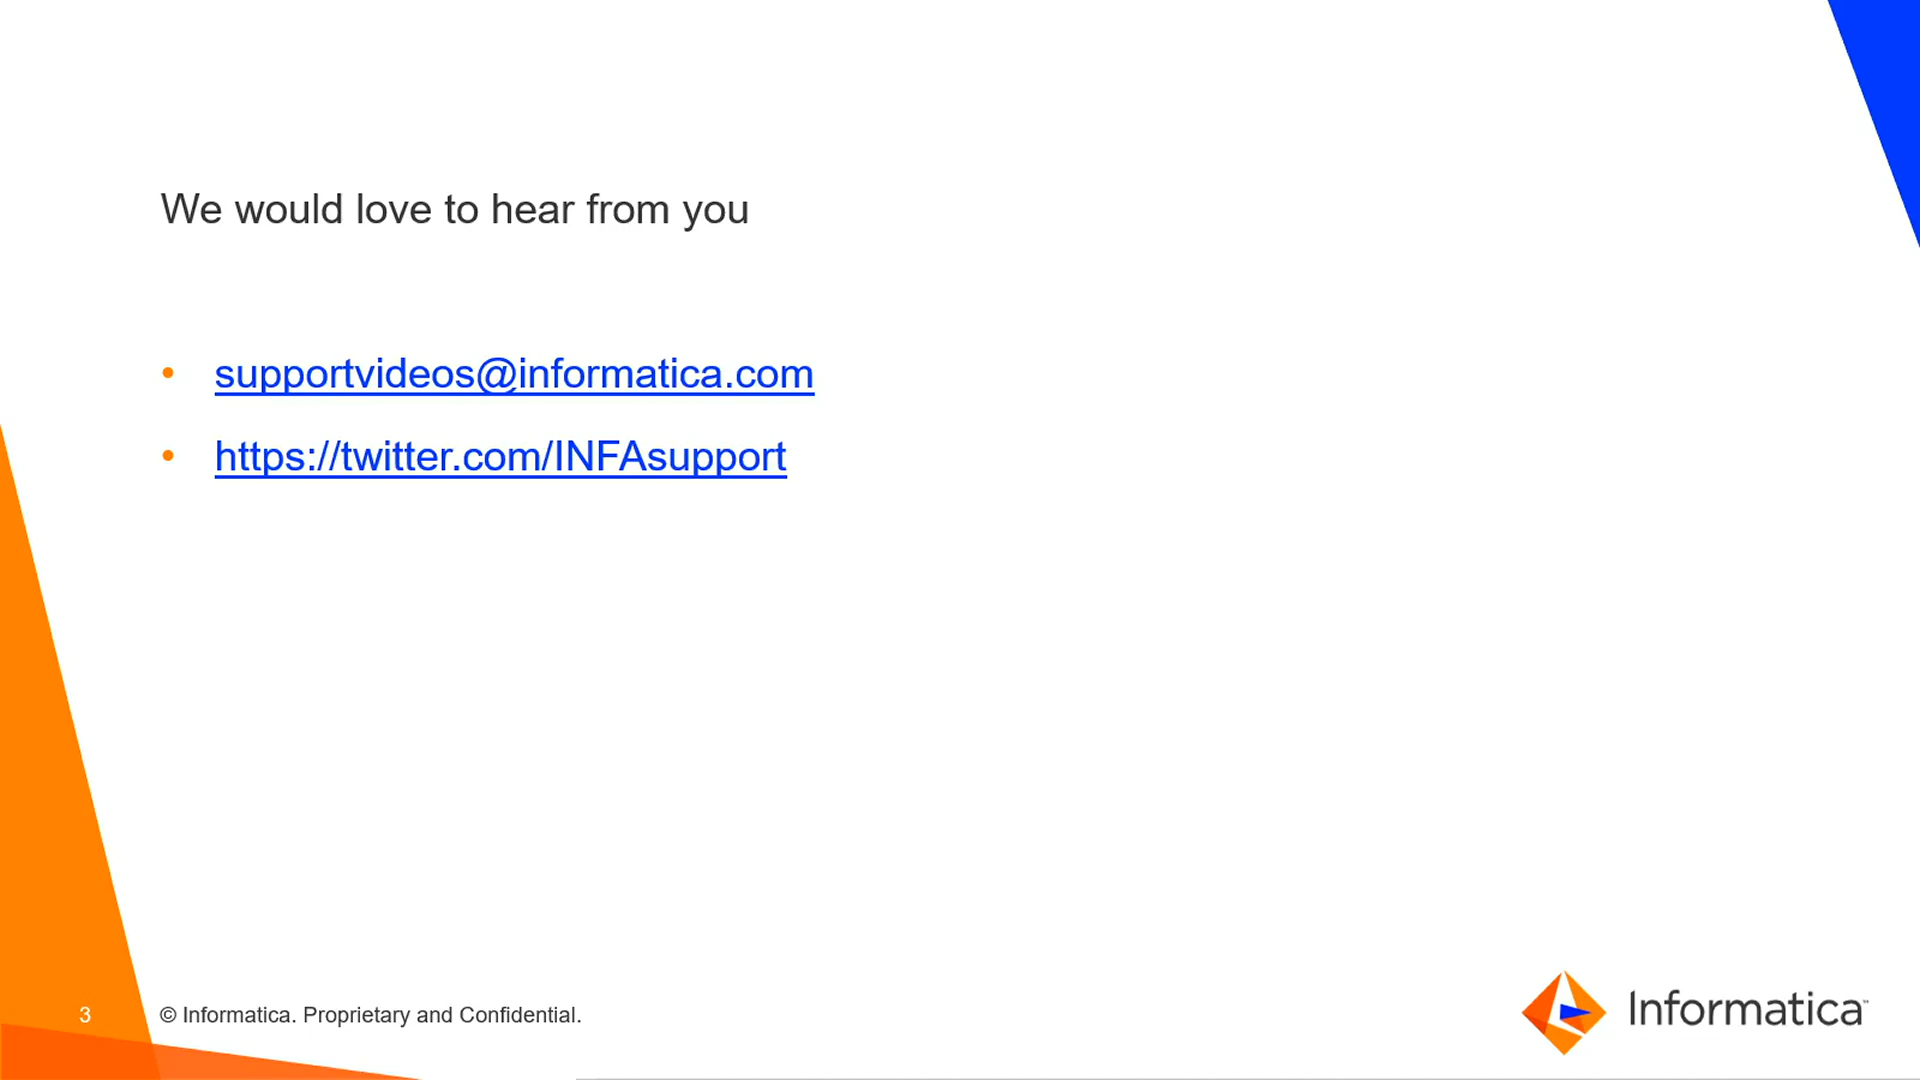 We would love to hear from you
• supportvideos@informatica.com
• https://twitter.com/INFAsupport
3 © Informatica. Proprietary and Confidential.
Informatica™